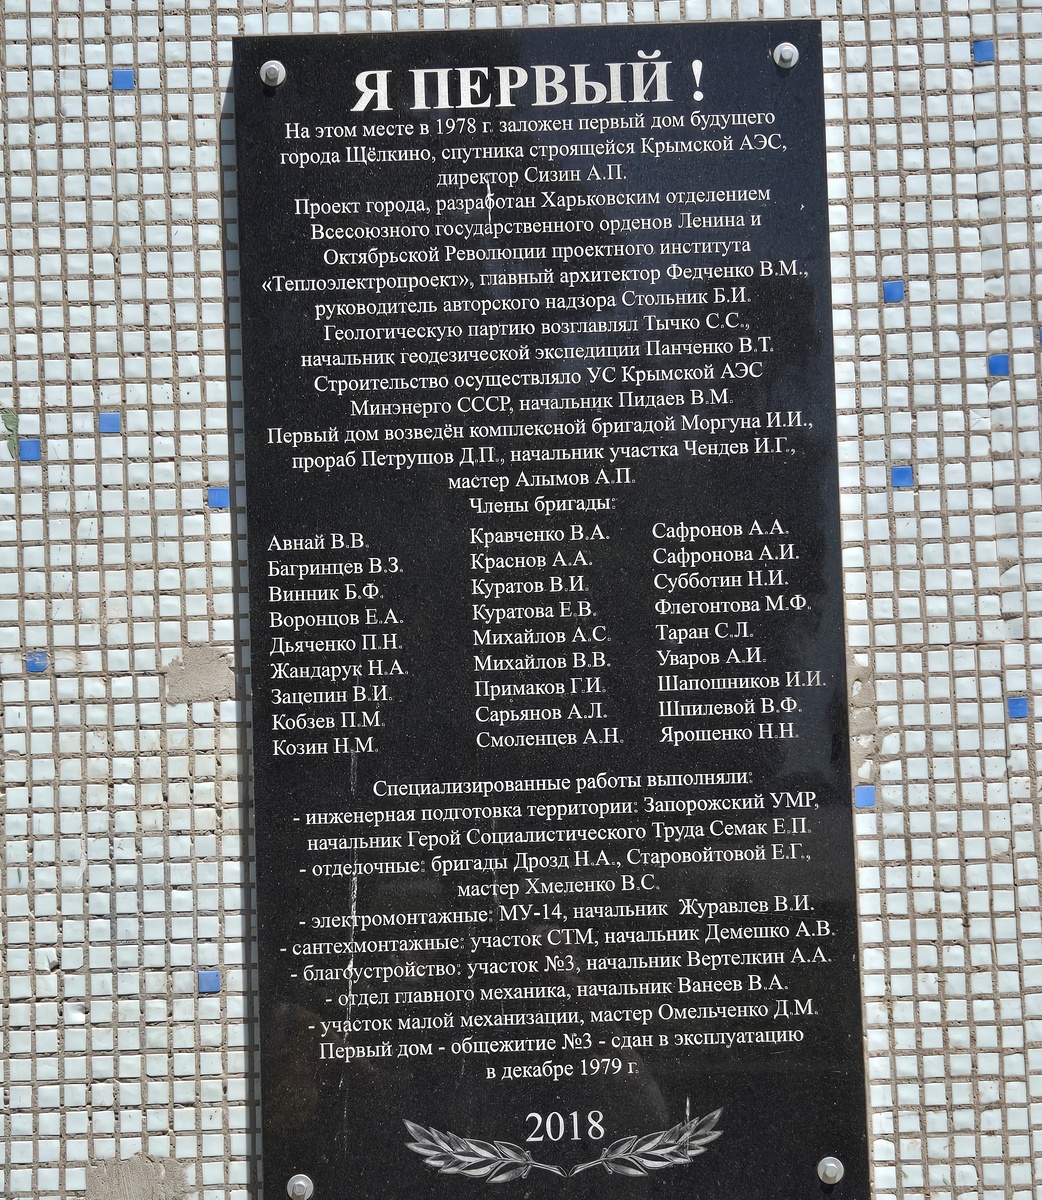 Я ПЕРВЫЙ !
На этом месте в 1978 г. заложен первый дом будущего
города Щёлкино, спутника строящейся Крымской АЭС,
директор Сизин А.П.
Проект города, разработан Харьковским отделением
Всесоюзного государственного орденов Ленина и
Октябрьской Революции проектного института
«Теплоэлектропроект», главный архитектор Федченко В.М.,
руководитель авторского надзора Стольник Б.И.
Геологическую партию возглавлял Тычко С.С.,
начальник геодезической экспедиции Панченко В.Т.
Строительство осуществляло УС Крымской АЭС
Минэнерго СССР, начальник Пидаев В.М.
Первый дом возведён комплексной бригадой Моргуна И.И.,
прораб Петрушов Д.П., начальник участка Чендев И.Г.,
мастер Алымов А.П.
Члены бригады:
Авнай В.В.
Багринцев В.З.
Винник Б.Ф.
Воронцов Е.А.
Дьяченко П.Н.
Жандарук Н.А.
Зацепин В.И.
Кобзев П.М.
Козин Н.М.
Кравченко В.А.
Краснов А.А.
Куратов В.И.
Куратова Е.В.
Михайлов А.С.
Михайлов В.В.
Примаков Г.И.
Сарьянов А.Л.
Смоленцев А.Н.
Сафронов А.А.
Сафронова А.И.
Субботин Н.И.
Флегонтова М.Ф.
Таран С.Л.
Уваров А.И.
Шапошников И.И.
Шпилевой В.Ф.
Ярошенко Н.Н.
Специализированные работы выполняли:
- инженерная подготовка территории: Запорожский УМР,
начальник Герой Социалистического Труда Семак Е.П.
- отделочные: бригады Дрозд Н.А., Старовойтовой Е.Г.,
мастер Хмеленко В.С.
- электромонтажные: МУ-14, начальник Журавлев В.И.
- сантехмонтажные: участок СТМ, начальник Демешко А.В.
- благоустройство: участок №3, начальник Вертелкин А.А.
- отдел главного механика, начальник Ванеев В.А.
- участок малой механизации, мастер Омельченко Д.М.
Первый дом - общежитие №3 - сдан в эксплуатацию
в декабре 1979 г.
2018